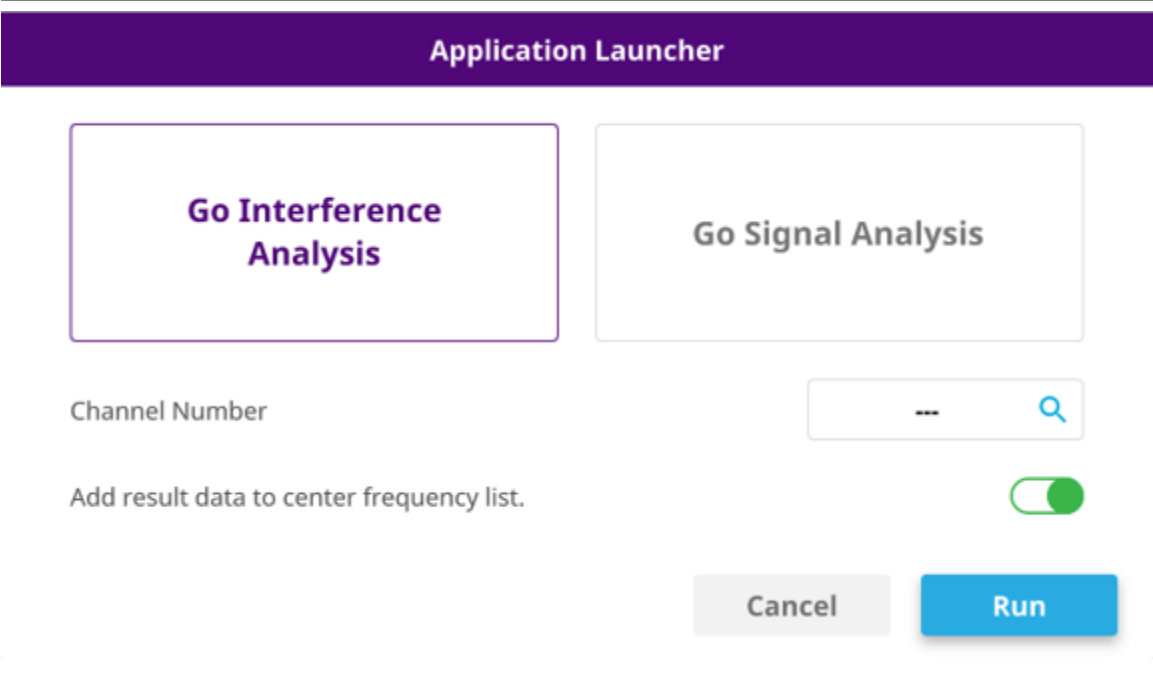 Application Launcher
Go Interference
Analysis
Go Signal Analysis
Channel Number
---
Add result data to center frequency list.
Cancel
Run